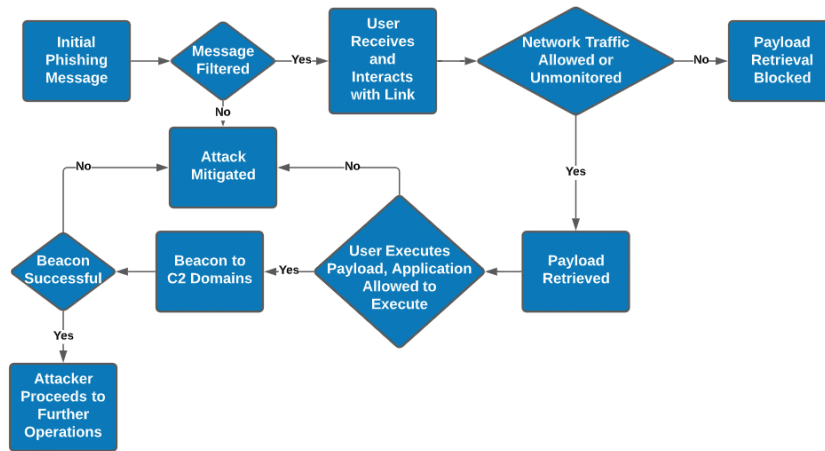 Initial
Phishing
Message
Message
Filtered
Yes
User
Receives
and
Interacts
with Link
Network Traffic
Allowed or
Unmonitored
No
Payload
Retrieval
Blocked
No
Yes
Attack
Mitigated
No
No
Beacon
Successful
Beacon to
C2 Domains
Yes
User Executes
Payload, Application
Allowed to
Execute
Payload
Retrieved
Yes
Attacker
Proceeds to
Further
Operations